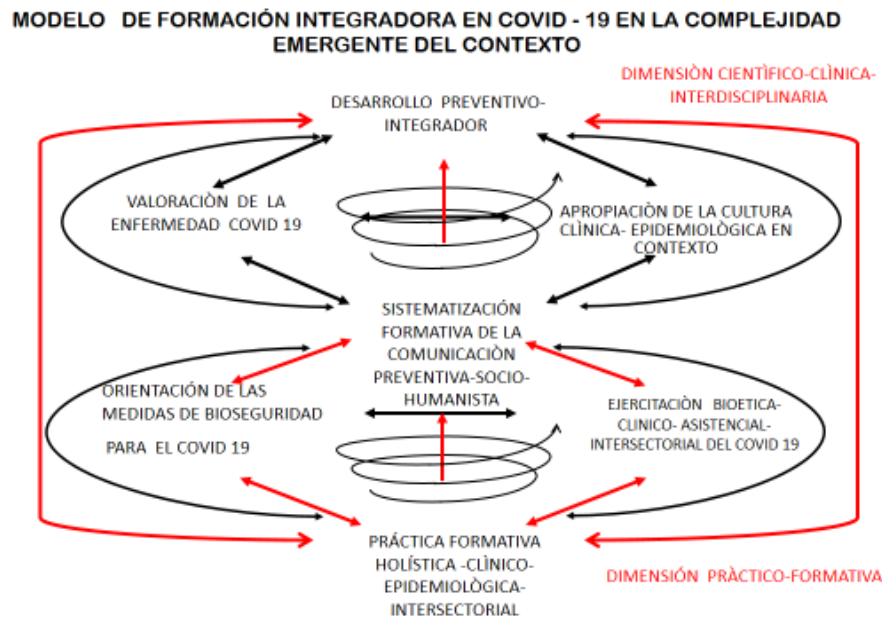 MODELO DE FORMACIÓN INTEGRADORA EN COVID - 19 EN LA COMPLEJIDAD
EMERGENTE DEL CONTEXTO
DIMENSIÒN CIENTÌFICO-CLÌNICA-
INTERDISCIPLINARIA
DESARROLLO PREVENTIVO-
INTEGRADOR
VALORACIÒN DE LA
ENFERMEDAD COVID 19
APROPIACIÒN DE LA CULTURA
CLÌNICA- EPIDEMIOLÒGICA EN
CONTEXTO
SISTEMATIZACIÓN
FORMATIVA DE LA
COMUNICACIÒN
PREVENTIVA-SOCIO-
HUMANISTA
ORIENTACIÓN DE LAS
MEDIDAS DE BIOSEGURIDAD
PARA EL COVID 19
EJERCITACIÒN BIOETICA-
CLINICO- ASISTENCIAL-
INTERSECTORIAL DEL COVID 19
PRÁCTICA FORMATIVA
HOLÍSTICA -CLÌNICO-
EPIDEMIOLÒGICA-
INTERSECTORIAL
DIMENSIÓN PRÀCTICO-FORMATIVA